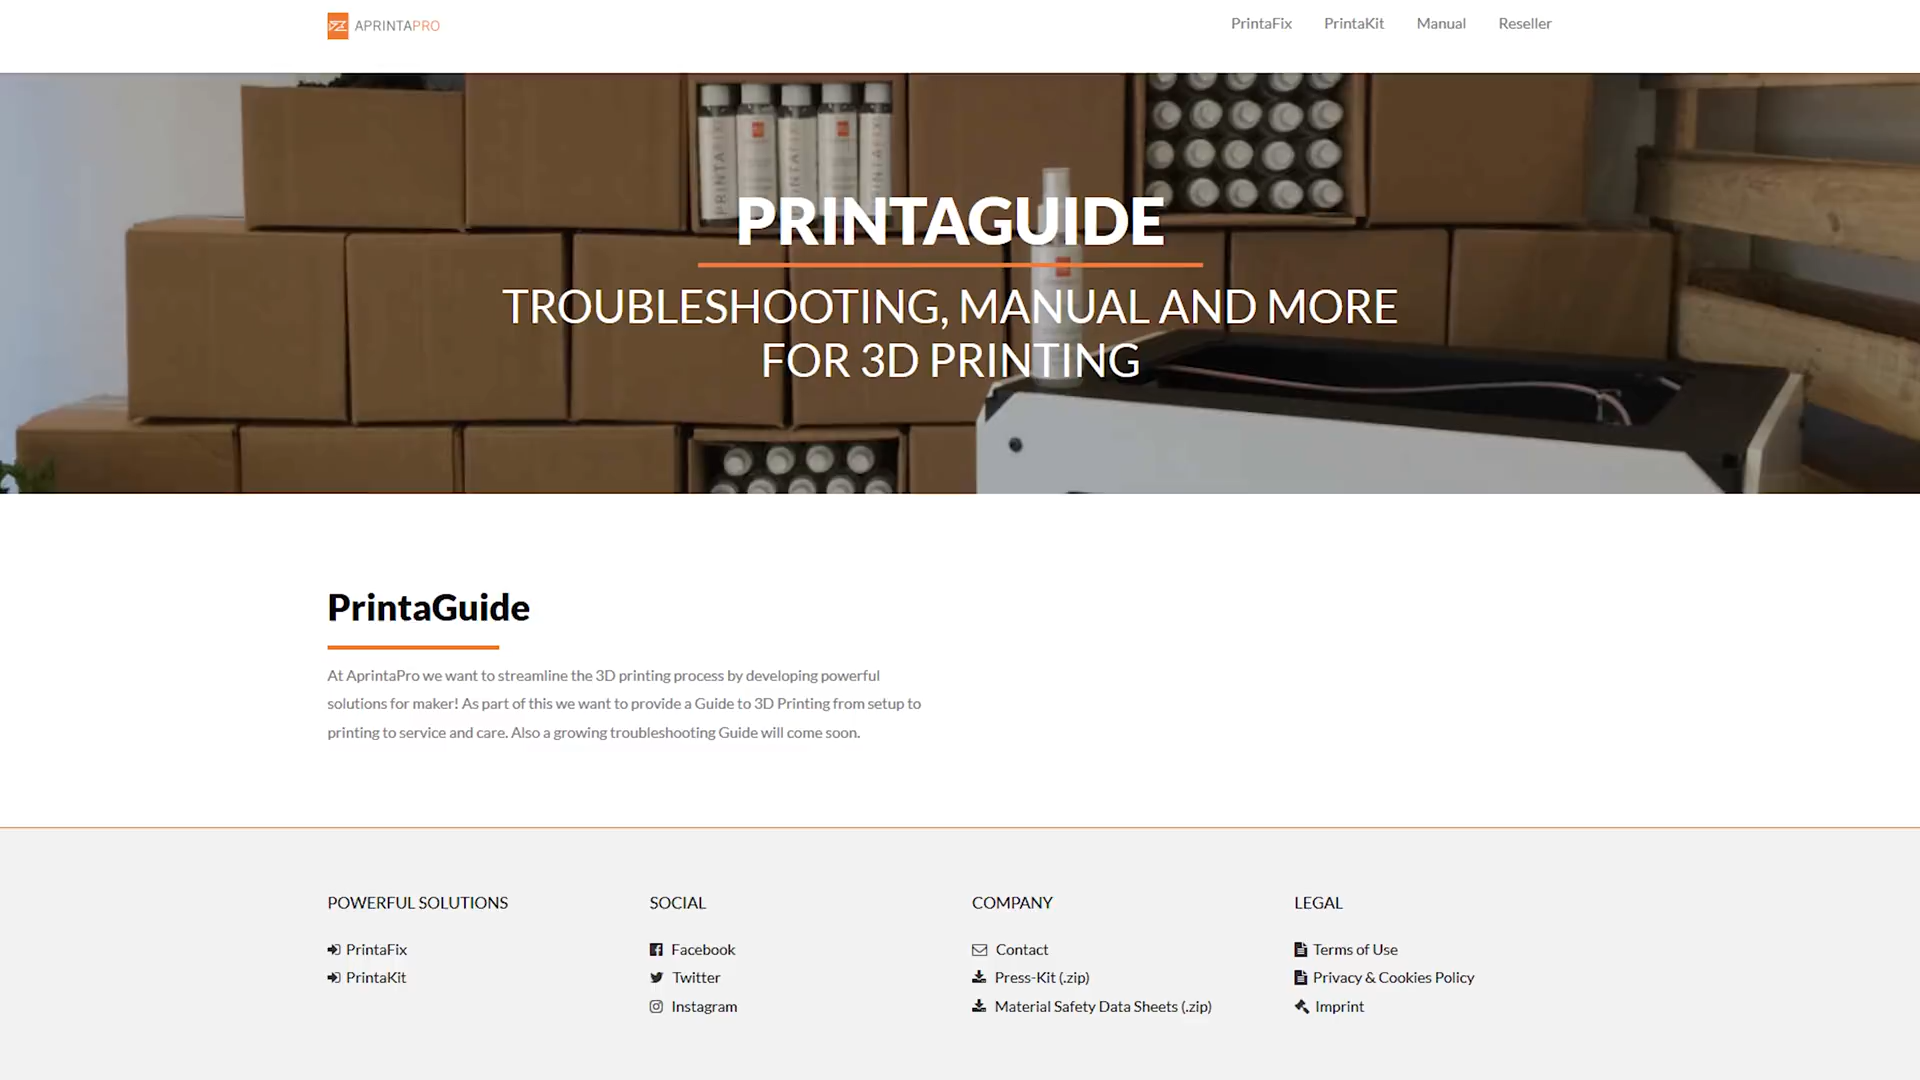 APRINTAPRO
PrintaFix PrintaKit Manual Reseller
PRINTAFIX
PRINTAFIX
PRINTAGUIDE
TROUBLESHOOTING, MANUAL AND MORE
FOR 3D PRINTING
PrintaGuide
At AprintaPro we want to streamline the 3D printing process by developing powerful
solutions for maker! As part of this we want to provide a Guide to 3D Printing from setup to
printing to service and care. Also a growing troubleshooting Guide will come soon.
POWERFUL SOLUTIONS
PrintaFix
PrintaKit
SOCIAL
Facebook
Twitter
Instagram
COMPANY
Contact
Press-Kit (.zip)
Material Safety Data Sheets (.zip)
LEGAL
Terms of Use
Privacy & Cookies Policy
Imprint